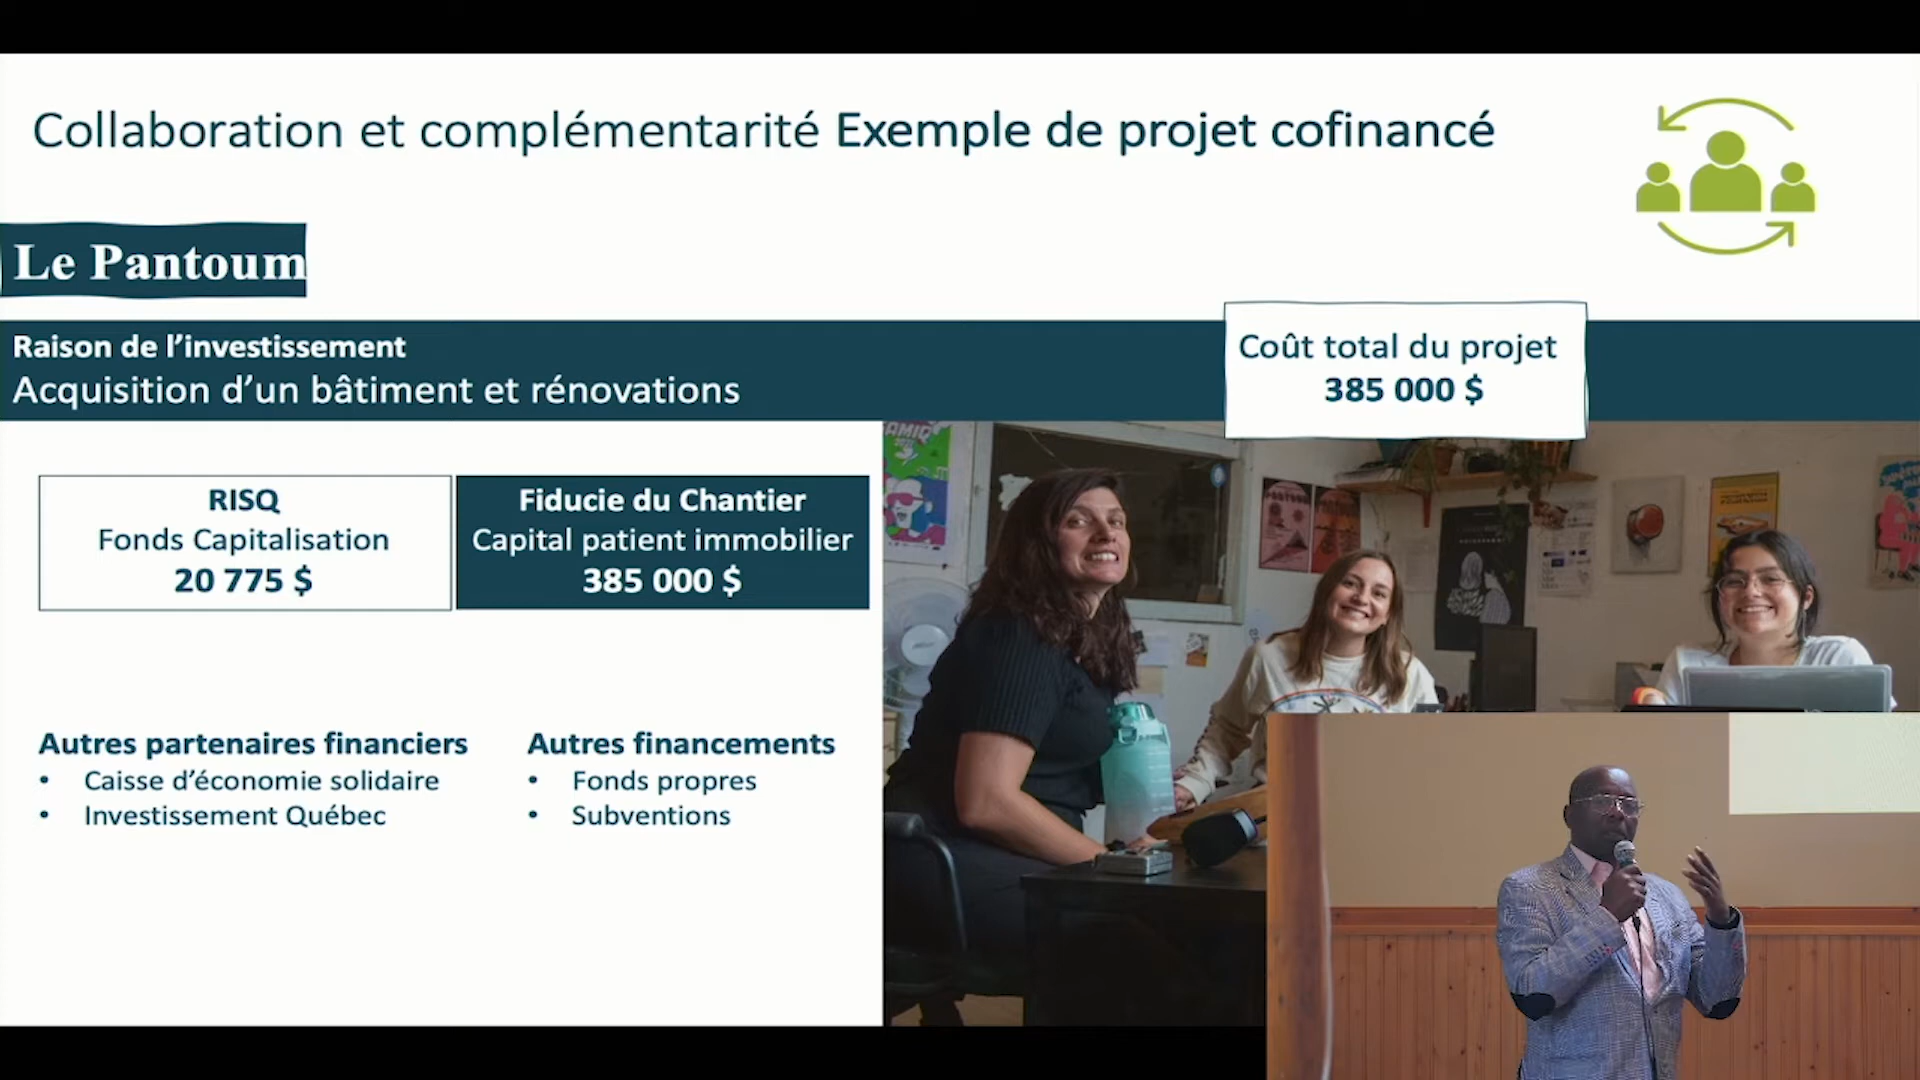 Collaboration et complémentarité Exemple de projet cofinancé
Le Pantoum
Raison de l'investissement
Acquisition d'un bâtiment et rénovations
Coût total du projet
385 000 $
RISQ
Fonds Capitalisation
20 775 $
Fiducie du Chantier
Capital patient immobilier
385 000 $
Autres partenaires financiers
• Caisse d'économie solidaire
• Investissement Québec
Autres financements
• Fonds propres
• Subventions